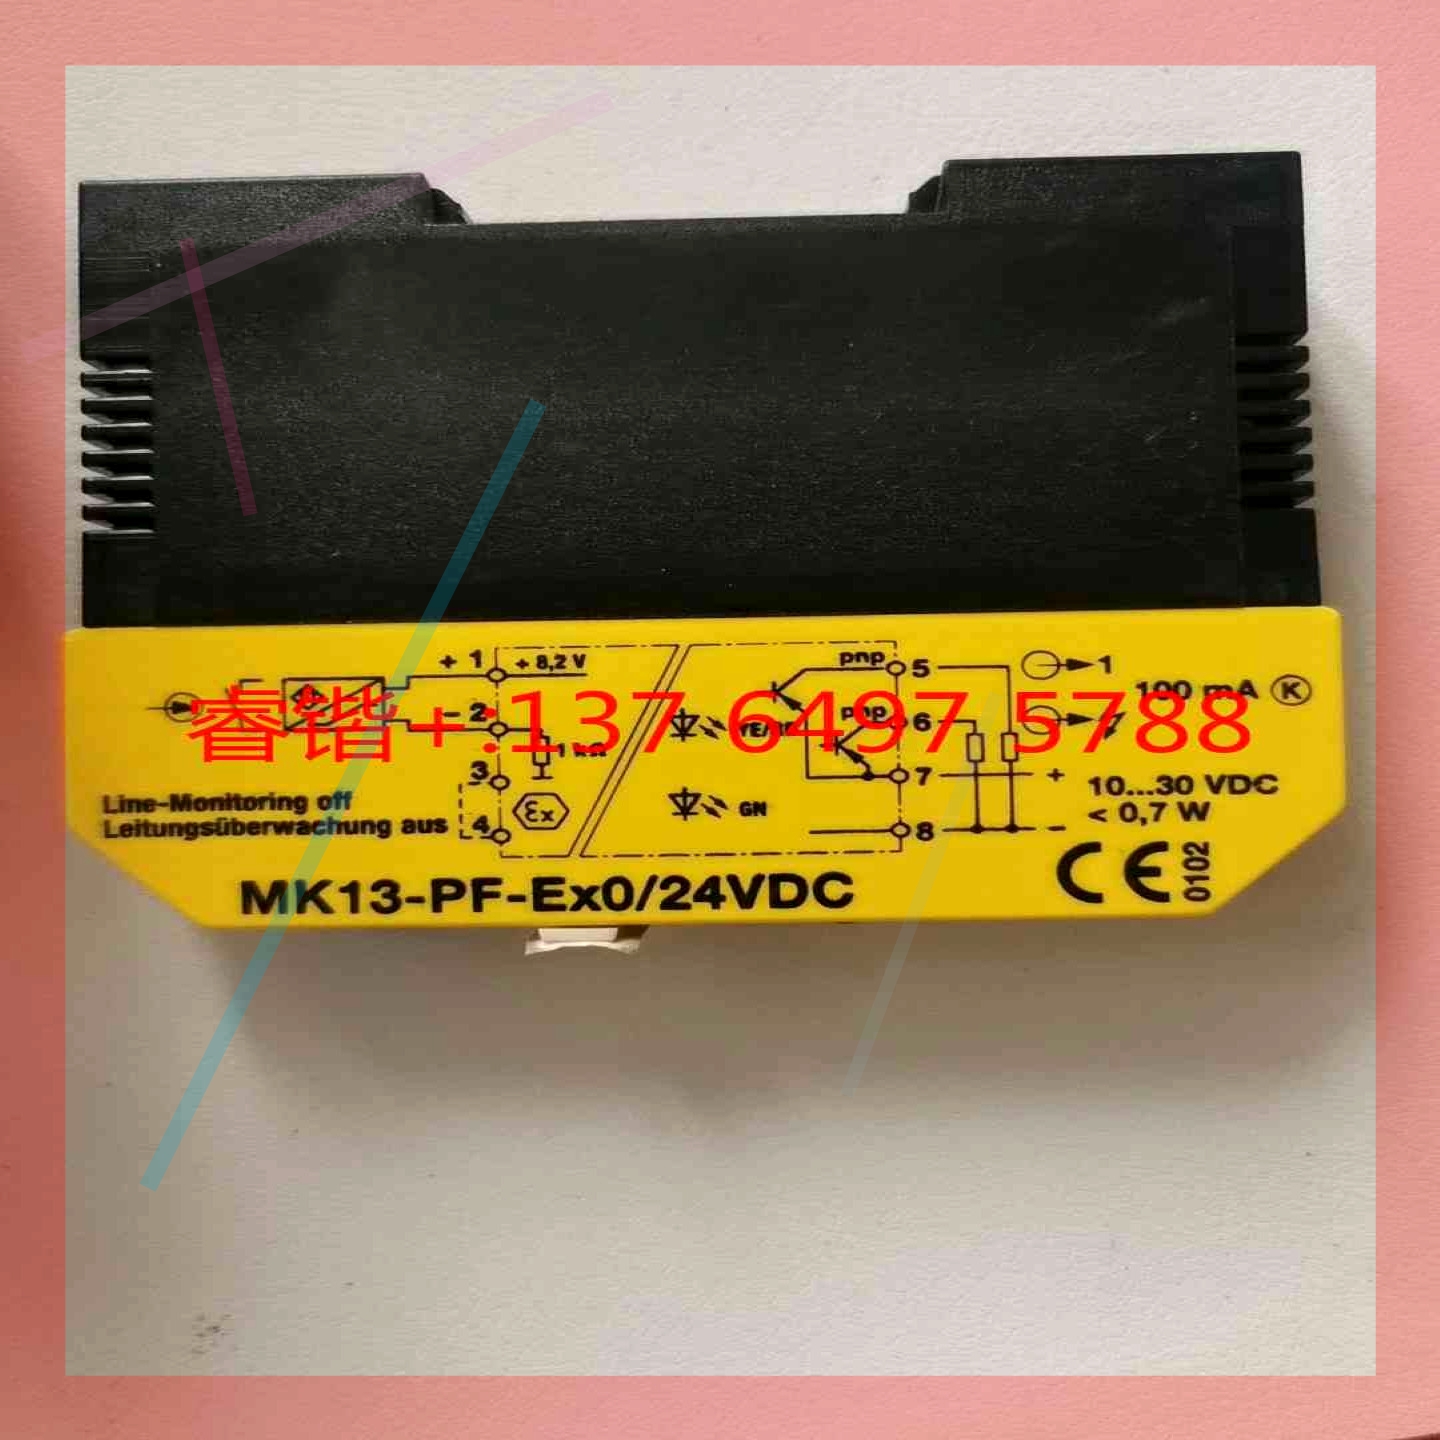 + 1 + 8,2 V pnp 5 1
100 mA K
睿锴+.137 6497 5788
- 2 pnp 6
1 kΩ
3 7 + 10...30 VDC
Line-Monitoring off < 0,7 W
Leitungsüberwachung aus 4 Ex GN 8 -
MK13-PF-Ex0/24VDC CE 0102